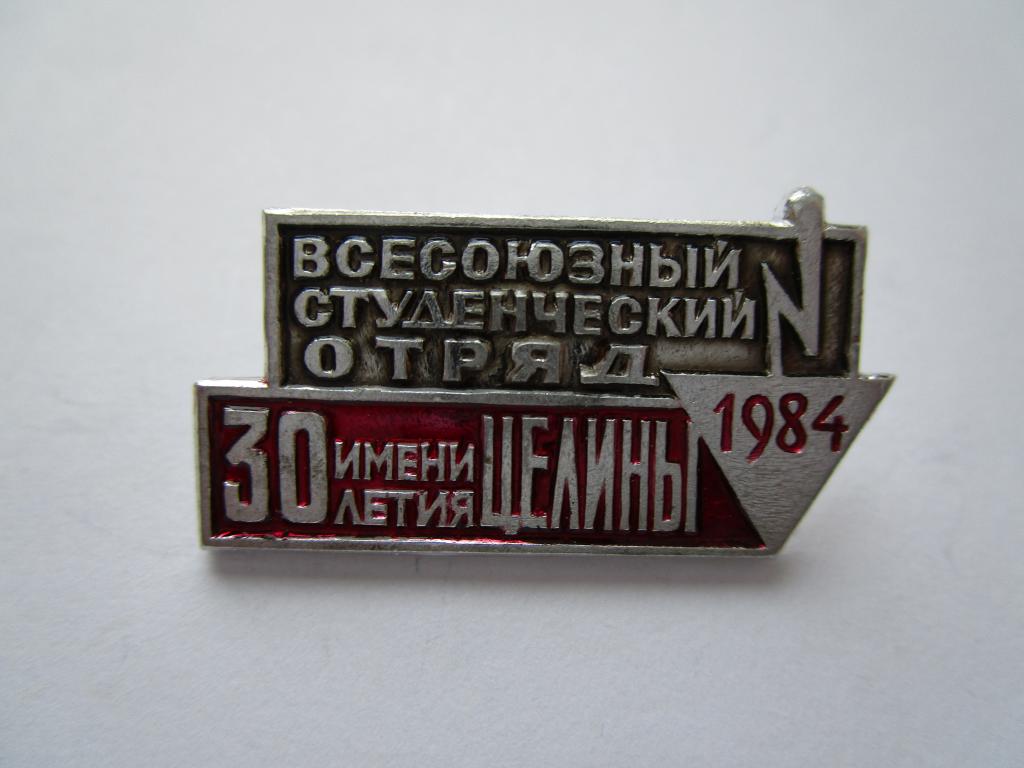 ВСЕСОЮЗНЫЙ
СТУДЕНЧЕСКИЙ
ОТРЯД
1984
30 ИМЕНИ
ЛЕТИЯ ЦЕЛИНЫ